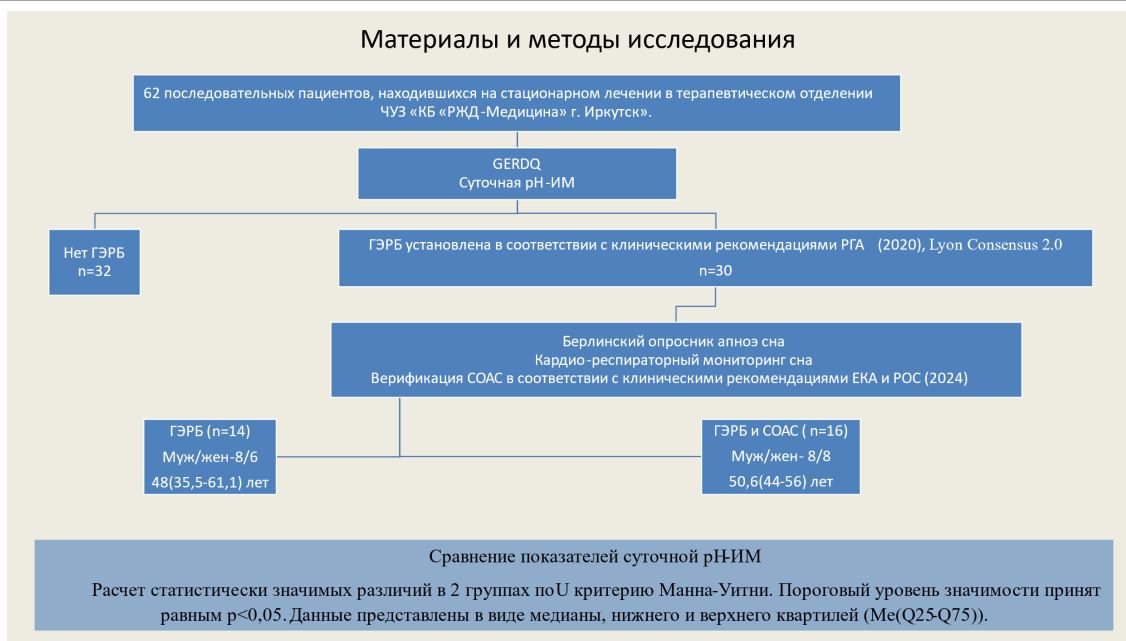 Материалы и методы исследования
62 последовательных пациентов, находившихся на стационарном лечении в терапевтическом отделении
ЧУЗ «КБ «РЖД-Медицина» г. Иркутск».
GERDQ
Суточная рН-ИМ
Нет ГЭРБ
n=32
ГЭРБ установлена в соответствии с клиническими рекомендациями РГА (2020), Lyon Consensus 2.0
n=30
Берлинский опросник апноэ сна
Кардио-респираторный мониторинг сна
Верификация СОАС в соответствии с клиническими рекомендациями ЕКА и РОС (2024)
ГЭРБ (n=14)
Муж/жен-8/6
48(35,5-61,1) лет
ГЭРБ и СОАС ( n=16)
Муж/жен- 8/8
50,6(44-56) лет
Сравнение показателей суточной рН-ИМ
Расчет статистически значимых различий в 2 группах по U критерию Манна-Уитни. Пороговый уровень значимости принят
равным p<0,05. Данные представлены в виде медианы, нижнего и верхнего квартилей (Me(Q25-Q75)).